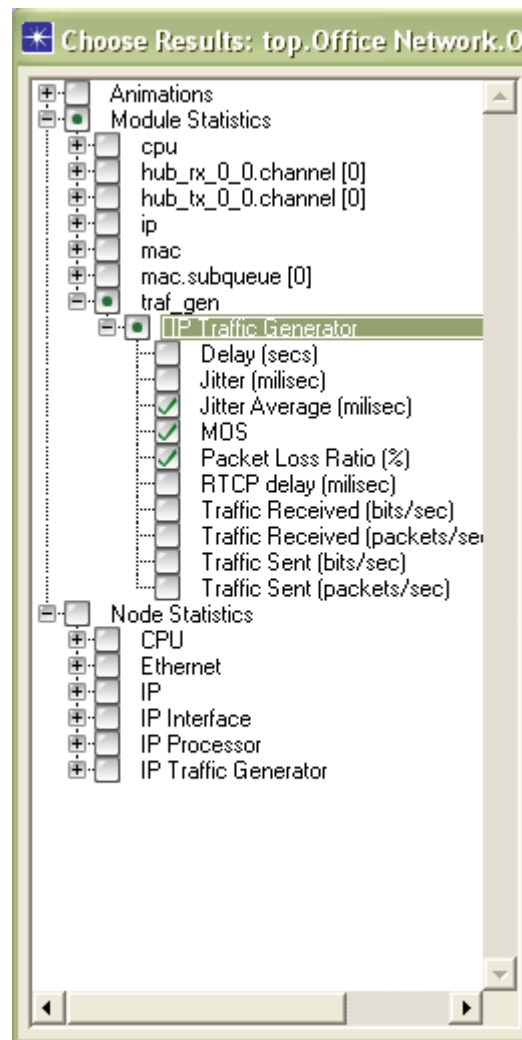 Choose Results: top.Office Network.O
Animations
Module Statistics
cpu
hub_rx_0_0.channel [0]
hub_tx_0_0.channel [0]
ip
mac
mac.subqueue [0]
traf_gen
IP Traffic Generator
Delay (secs)
Jitter (milisec)
Jitter Average (milisec)
MOS
Packet Loss Ratio (%)
RTCP delay (milisec)
Traffic Received (bits/sec)
Traffic Received (packets/se
Traffic Sent (bits/sec)
Traffic Sent (packets/sec)
Node Statistics
CPU
Ethernet
IP
IP Interface
IP Processor
IP Traffic Generator